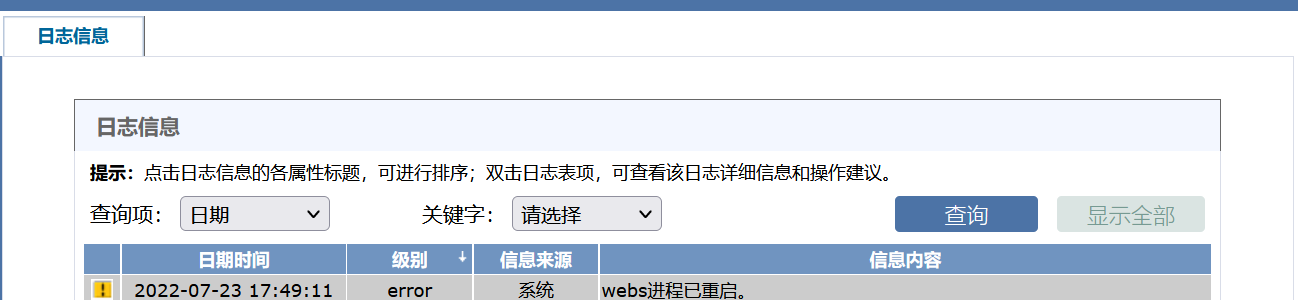 日志信息
日志信息
提示：点击日志信息的各属性标题，可进行排序；双击日志表项，可查看该日志详细信息和操作建议。
查询项： 日期 关键字： 请选择 查询 显示全部
日期时间 级别 信息来源 信息内容
2022-07-23 17:49:11 error 系统 webs进程已重启。